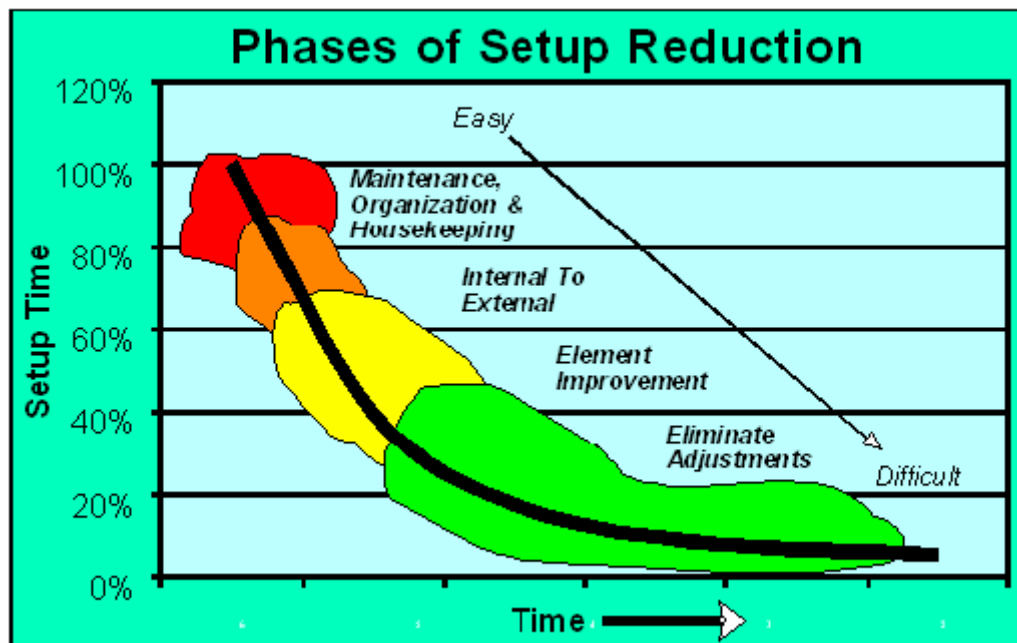 Phases of Setup Reduction
120%
100%
80%
60%
40%
20%
0%
Setup Time
Easy
Maintenance,
Organization &
Housekeeping
Internal To
External
Element
Improvement
Eliminate
Adjustments
Difficult
Time